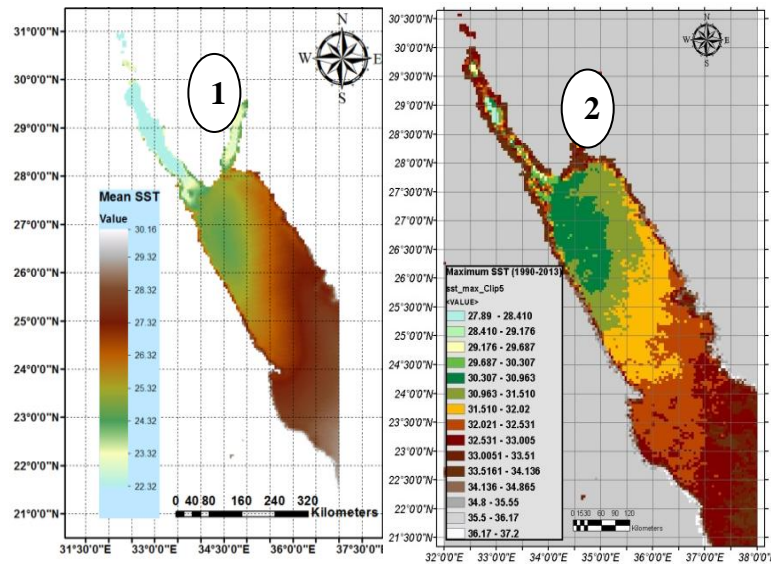 N
W E
S
1
31°0'0"N
30°0'0"N
29°0'0"N
28°0'0"N
27°0'0"N
26°0'0"N
25°0'0"N
24°0'0"N
23°0'0"N
22°0'0"N
21°0'0"N
Mean SST
Value
30.16
29.32
28.32
27.32
26.32
25.32
24.32
23.32
22.32
0 40 80 160 240 320
Kilometers
31°30'0"E 33°0'0"E 34°30'0"E 36°0'0"E 37°30'0"E
N
W E
S
2
30°30'0"N
30°0'0"N
29°30'0"N
29°0'0"N
28°30'0"N
28°0'0"N
27°30'0"N
27°0'0"N
26°30'0"N
26°0'0"N
25°30'0"N
25°0'0"N
24°30'0"N
24°0'0"N
23°30'0"N
23°0'0"N
22°30'0"N
22°0'0"N
21°30'0"N
Maximum SST (1990-2013)
sst_max_Clip5
<VALUE>
27.89 - 28.410
28.410 - 29.176
29.176 - 29.687
29.687 - 30.307
30.307 - 30.963
30.963 - 31.510
31.510 - 32.02
32.021 - 32.531
32.531 - 33.005
33.0051 - 33.51
33.5161 - 34.136
34.136 - 34.865
34.8 - 35.55
35.5 - 36.17
36.17 - 37.2
0 1530 60 90 120
Kilometers
32°0'0"E 33°0'0"E 34°0'0"E 35°0'0"E 36°0'0"E 37°0'0"E 38°0'0"E